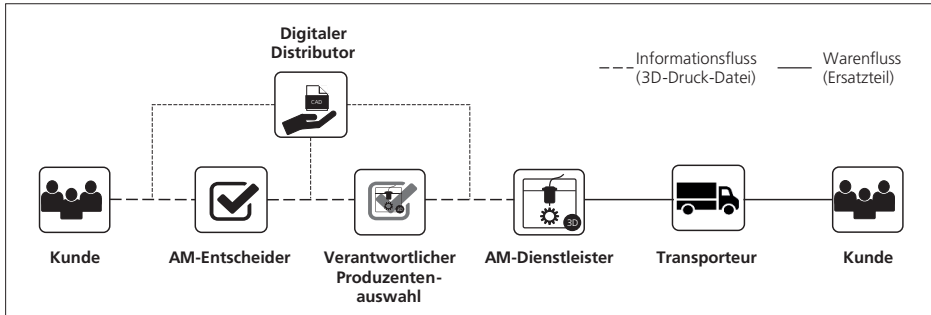 Digitaler
Distributor
CAD
Informationsfluss
(3D-Druck-Datei)
Warenfluss
(Ersatzteil)
3D
Kunde
AM-Entscheider
Verantwortlicher
Produzenten-
auswahl
AM-Dienstleister
Transporteur
Kunde